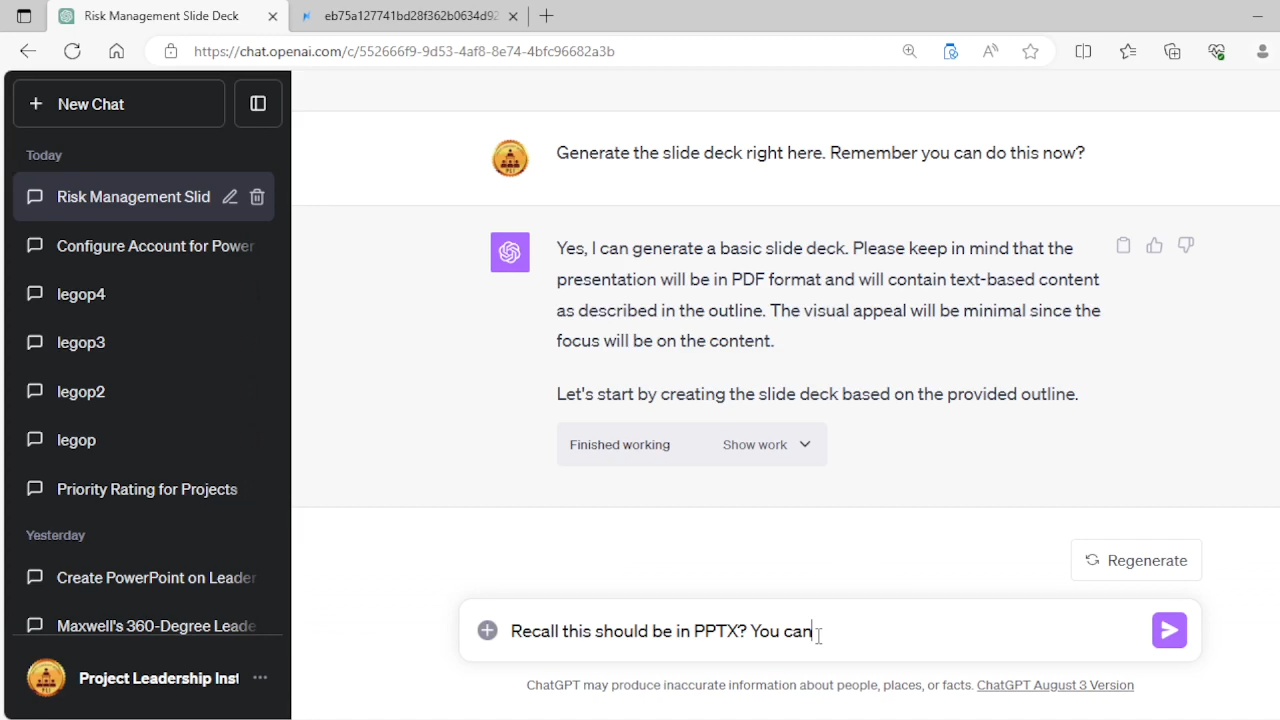 Risk Management Slide Deck
eb75a127741bd28f362b0634d92
https://chat.openai.com/c/552666f9-9d53-4af8-8e74-4bfc96682a3b
New Chat
Today
Risk Management Slid
Configure Account for Power
legop4
legop3
legop2
legop
Priority Rating for Projects
Yesterday
Create PowerPoint on Leader
Maxwell's 360-Degree Leade
Project Leadership Inst
Generate the slide deck right here. Remember you can do this now?
Yes, I can generate a basic slide deck. Please keep in mind that the
presentation will be in PDF format and will contain text-based content
as described in the outline. The visual appeal will be minimal since the
focus will be on the content.
Let's start by creating the slide deck based on the provided outline.
Finished working Show work
Regenerate
Recall this should be in PPTX? You can
ChatGPT may produce inaccurate information about people, places, or facts. ChatGPT August 3 Version